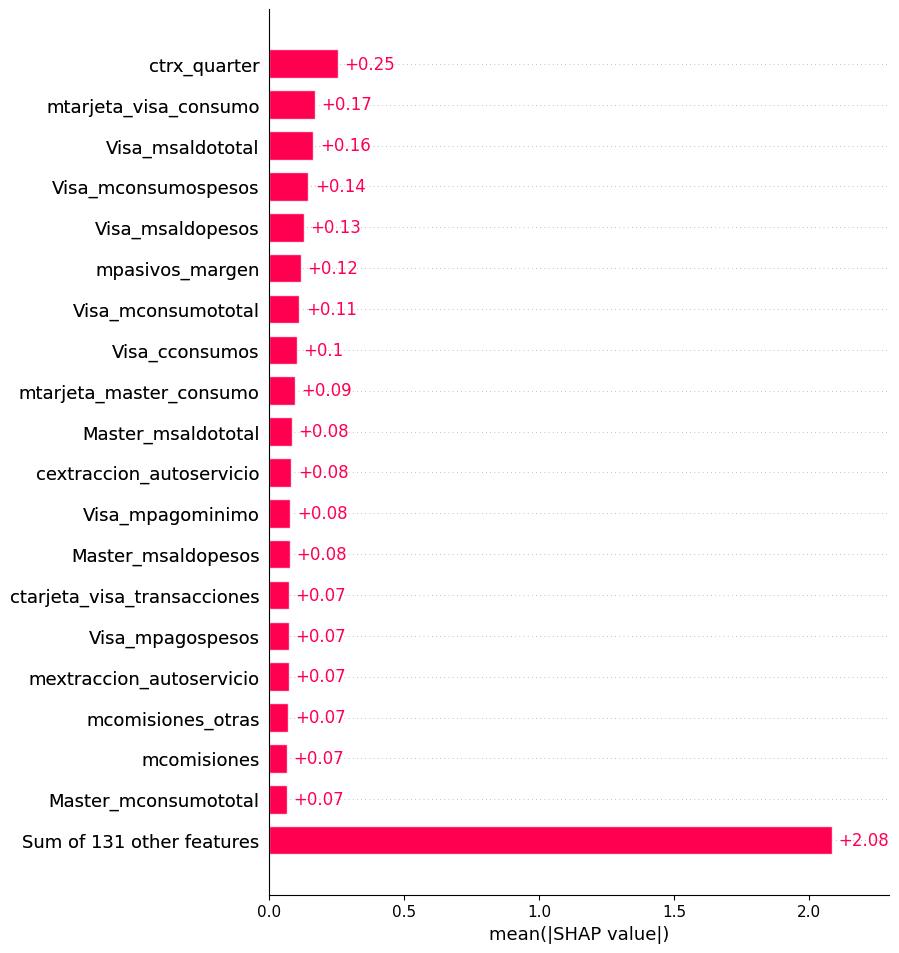 ctrx_quarter +0.25
mtarjeta_visa_consumo +0.17
Visa_msaldototal +0.16
Visa_mconsumospesos +0.14
Visa_msaldopesos +0.13
mpasivos_margen +0.12
Visa_mconsumototal +0.11
Visa_cconsumos +0.1
mtarjeta_master_consumo +0.09
Master_msaldototal +0.08
cextraccion_autoservicio +0.08
Visa_mpagominimo +0.08
Master_msaldopesos +0.08
ctarjeta_visa_transacciones +0.07
Visa_mpagospesos +0.07
mextraccion_autoservicio +0.07
mcomisiones_otras +0.07
mcomisiones +0.07
Master_mconsumototal +0.07
Sum of 131 other features +2.08
0.0 0.5 1.0 1.5 2.0
mean(|SHAP value|)